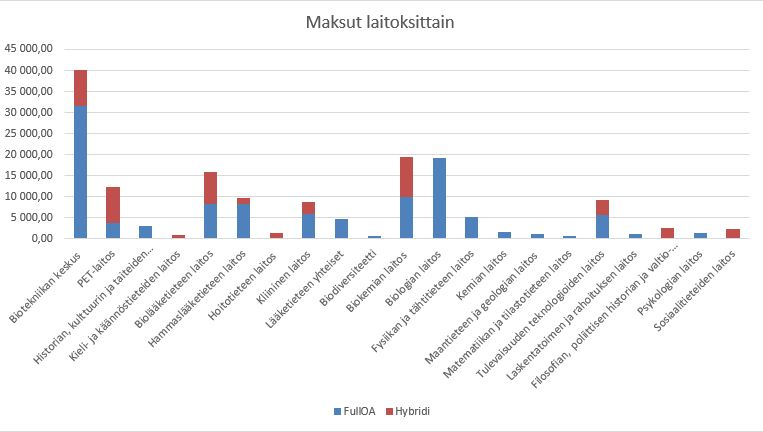 Maksut laitoksittain
45 000,00
40 000,00
35 000,00
30 000,00
25 000,00
20 000,00
15 000,00
10 000,00
5 000,00
0,00
Biotekniikan keskus
PET-laitos
Historian, kulttuurin ja taiteiden…
Kieli- ja käännöstieteiden laitos
Biolääketieteen laitos
Hammaslääketieteen laitos
Hoitotieteen laitos
Kliininen laitos
Lääketieteen yhteiset
Biodiversiteetti
Biokemian laitos
Biologian laitos
Fysiikan ja tähtitieteen laitos
Kemian laitos
Maantieteen ja geologian laitos
Matematiikan ja tilastotieteen laitos
Tulevaisuuden teknologioiden laitos
Laskentatoimen ja rahoituksen laitos
Filosofian, poliittisen historian ja valtio-…
Psykologian laitos
Sosiaalitieteiden laitos
FullOA
Hybridi